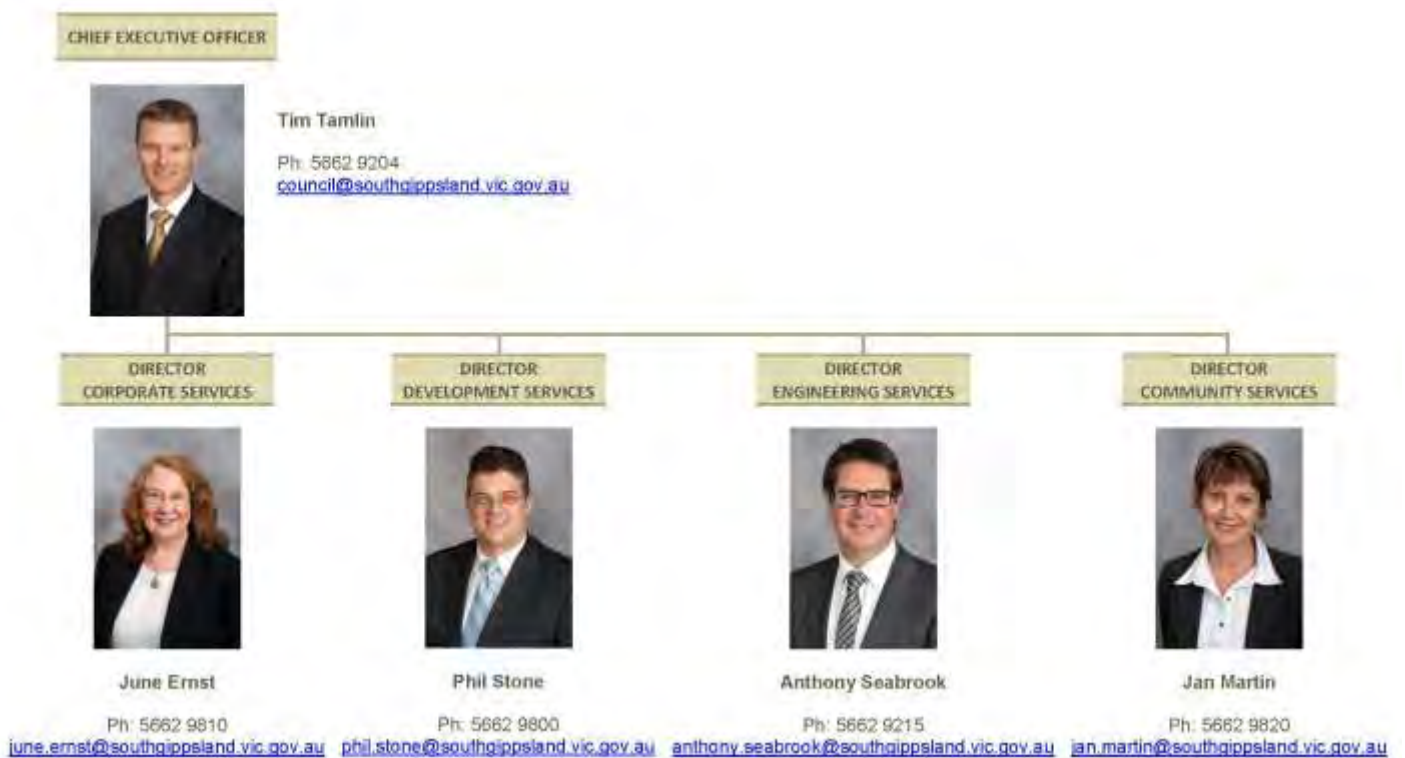 CHIEF EXECUTIVE OFFICER
Tim Tamlin
Ph: 5662 9204
council@southgippsland.vic.gov.au
DIRECTOR
CORPORATE SERVICES
DIRECTOR
DEVELOPMENT SERVICES
DIRECTOR
ENGINEERING SERVICES
DIRECTOR
COMMUNITY SERVICES
June Ernst
Ph: 5662 9810
june.ernst@southgippsland.vic.gov.au
Phil Stone
Ph: 5662 9800
phil.stone@southgippsland.vic.gov.au
Anthony Seabrook
Ph: 5662 9215
anthony.seabrook@southgippsland.vic.gov.au
Jan Martin
Ph: 5662 9820
jan.martin@southgippsland.vic.gov.au